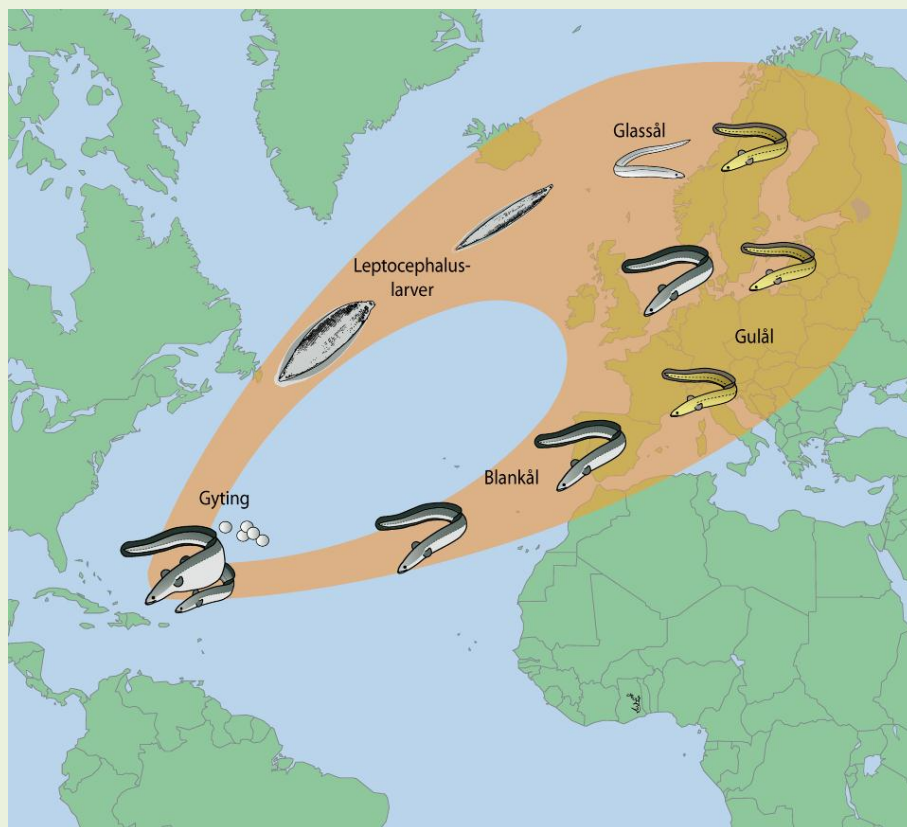 Glassål
Leptocephalus-
larver
Gulål
Blankål
Gyting